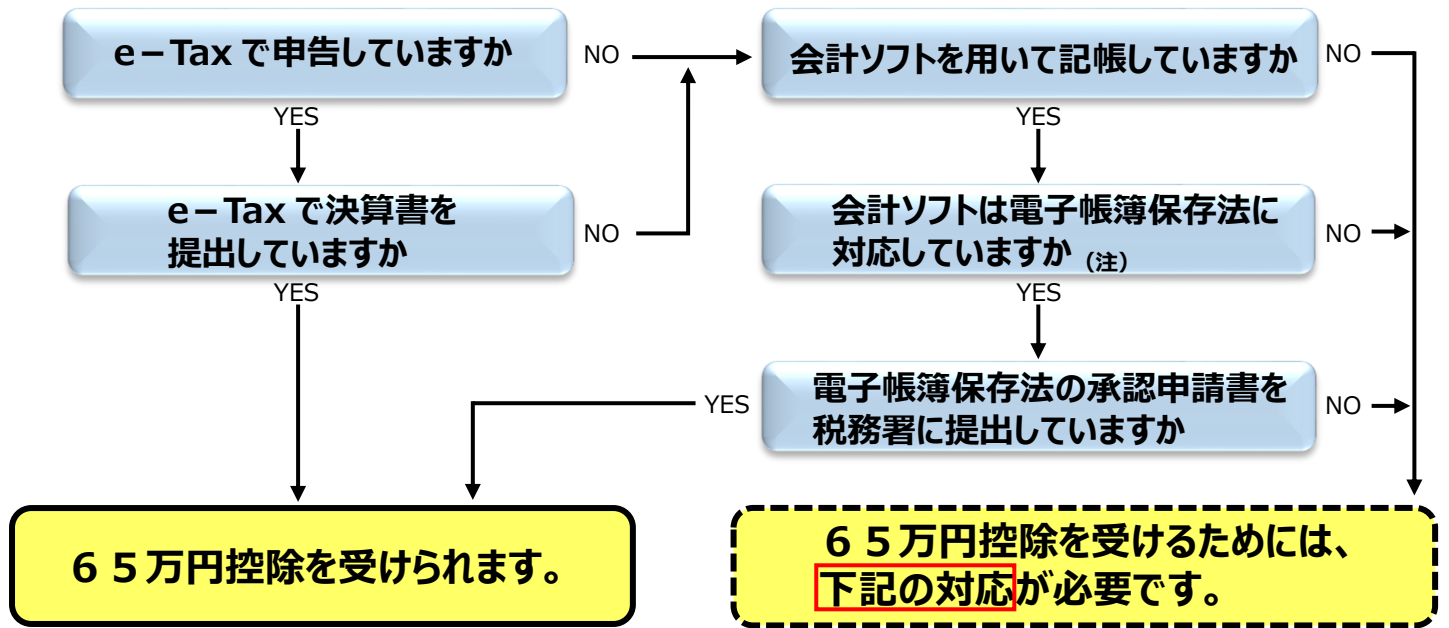 e－Tax で申告していますか
NO
会計ソフトを用いて記帳していますか
NO
YES
YES
e－Tax で決算書を
提出していますか
NO
会計ソフトは電子帳簿保存法に
対応していますか (注)
NO
YES
YES
YES
電子帳簿保存法の承認申請書を
税務署に提出していますか
NO
６５万円控除を受けられます。
６５万円控除を受けるためには、
下記の対応が必要です。